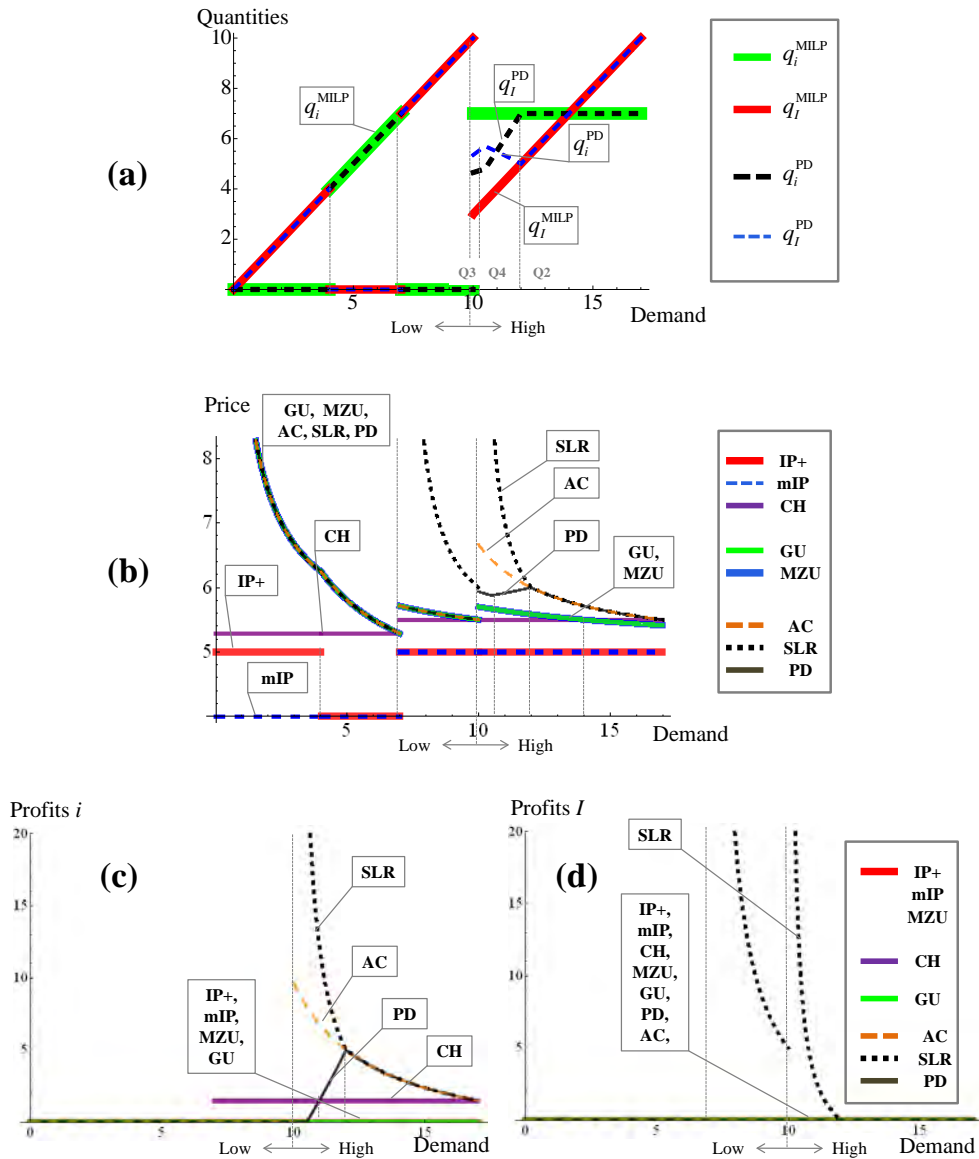 Quantities
10
8
6
4
2
5
10
15
Demand
Low
High
Q3
Q4
Q2
(a)
q_i^MILP
q_I^PD
q_i^PD
q_I^MILP
q_i^MILP
q_I^MILP
q_i^PD
q_I^PD
Price
8
7
6
5
5
10
15
Demand
Low
High
(b)
GU, MZU,
AC, SLR, PD
CH
IP+
mIP
SLR
AC
PD
GU,
MZU
IP+
mIP
CH
GU
MZU
AC
SLR
PD
Profits i
20
15
10
5
0
5
10
15
Demand
Low
High
(c)
SLR
AC
PD
CH
IP+,
mIP,
MZU,
GU
Profits I
20
15
10
5
0
5
10
15
Demand
Low
High
(d)
SLR
IP+,
mIP,
CH,
MZU,
GU,
PD,
AC,
IP+
mIP
MZU
CH
GU
AC
SLR
PD